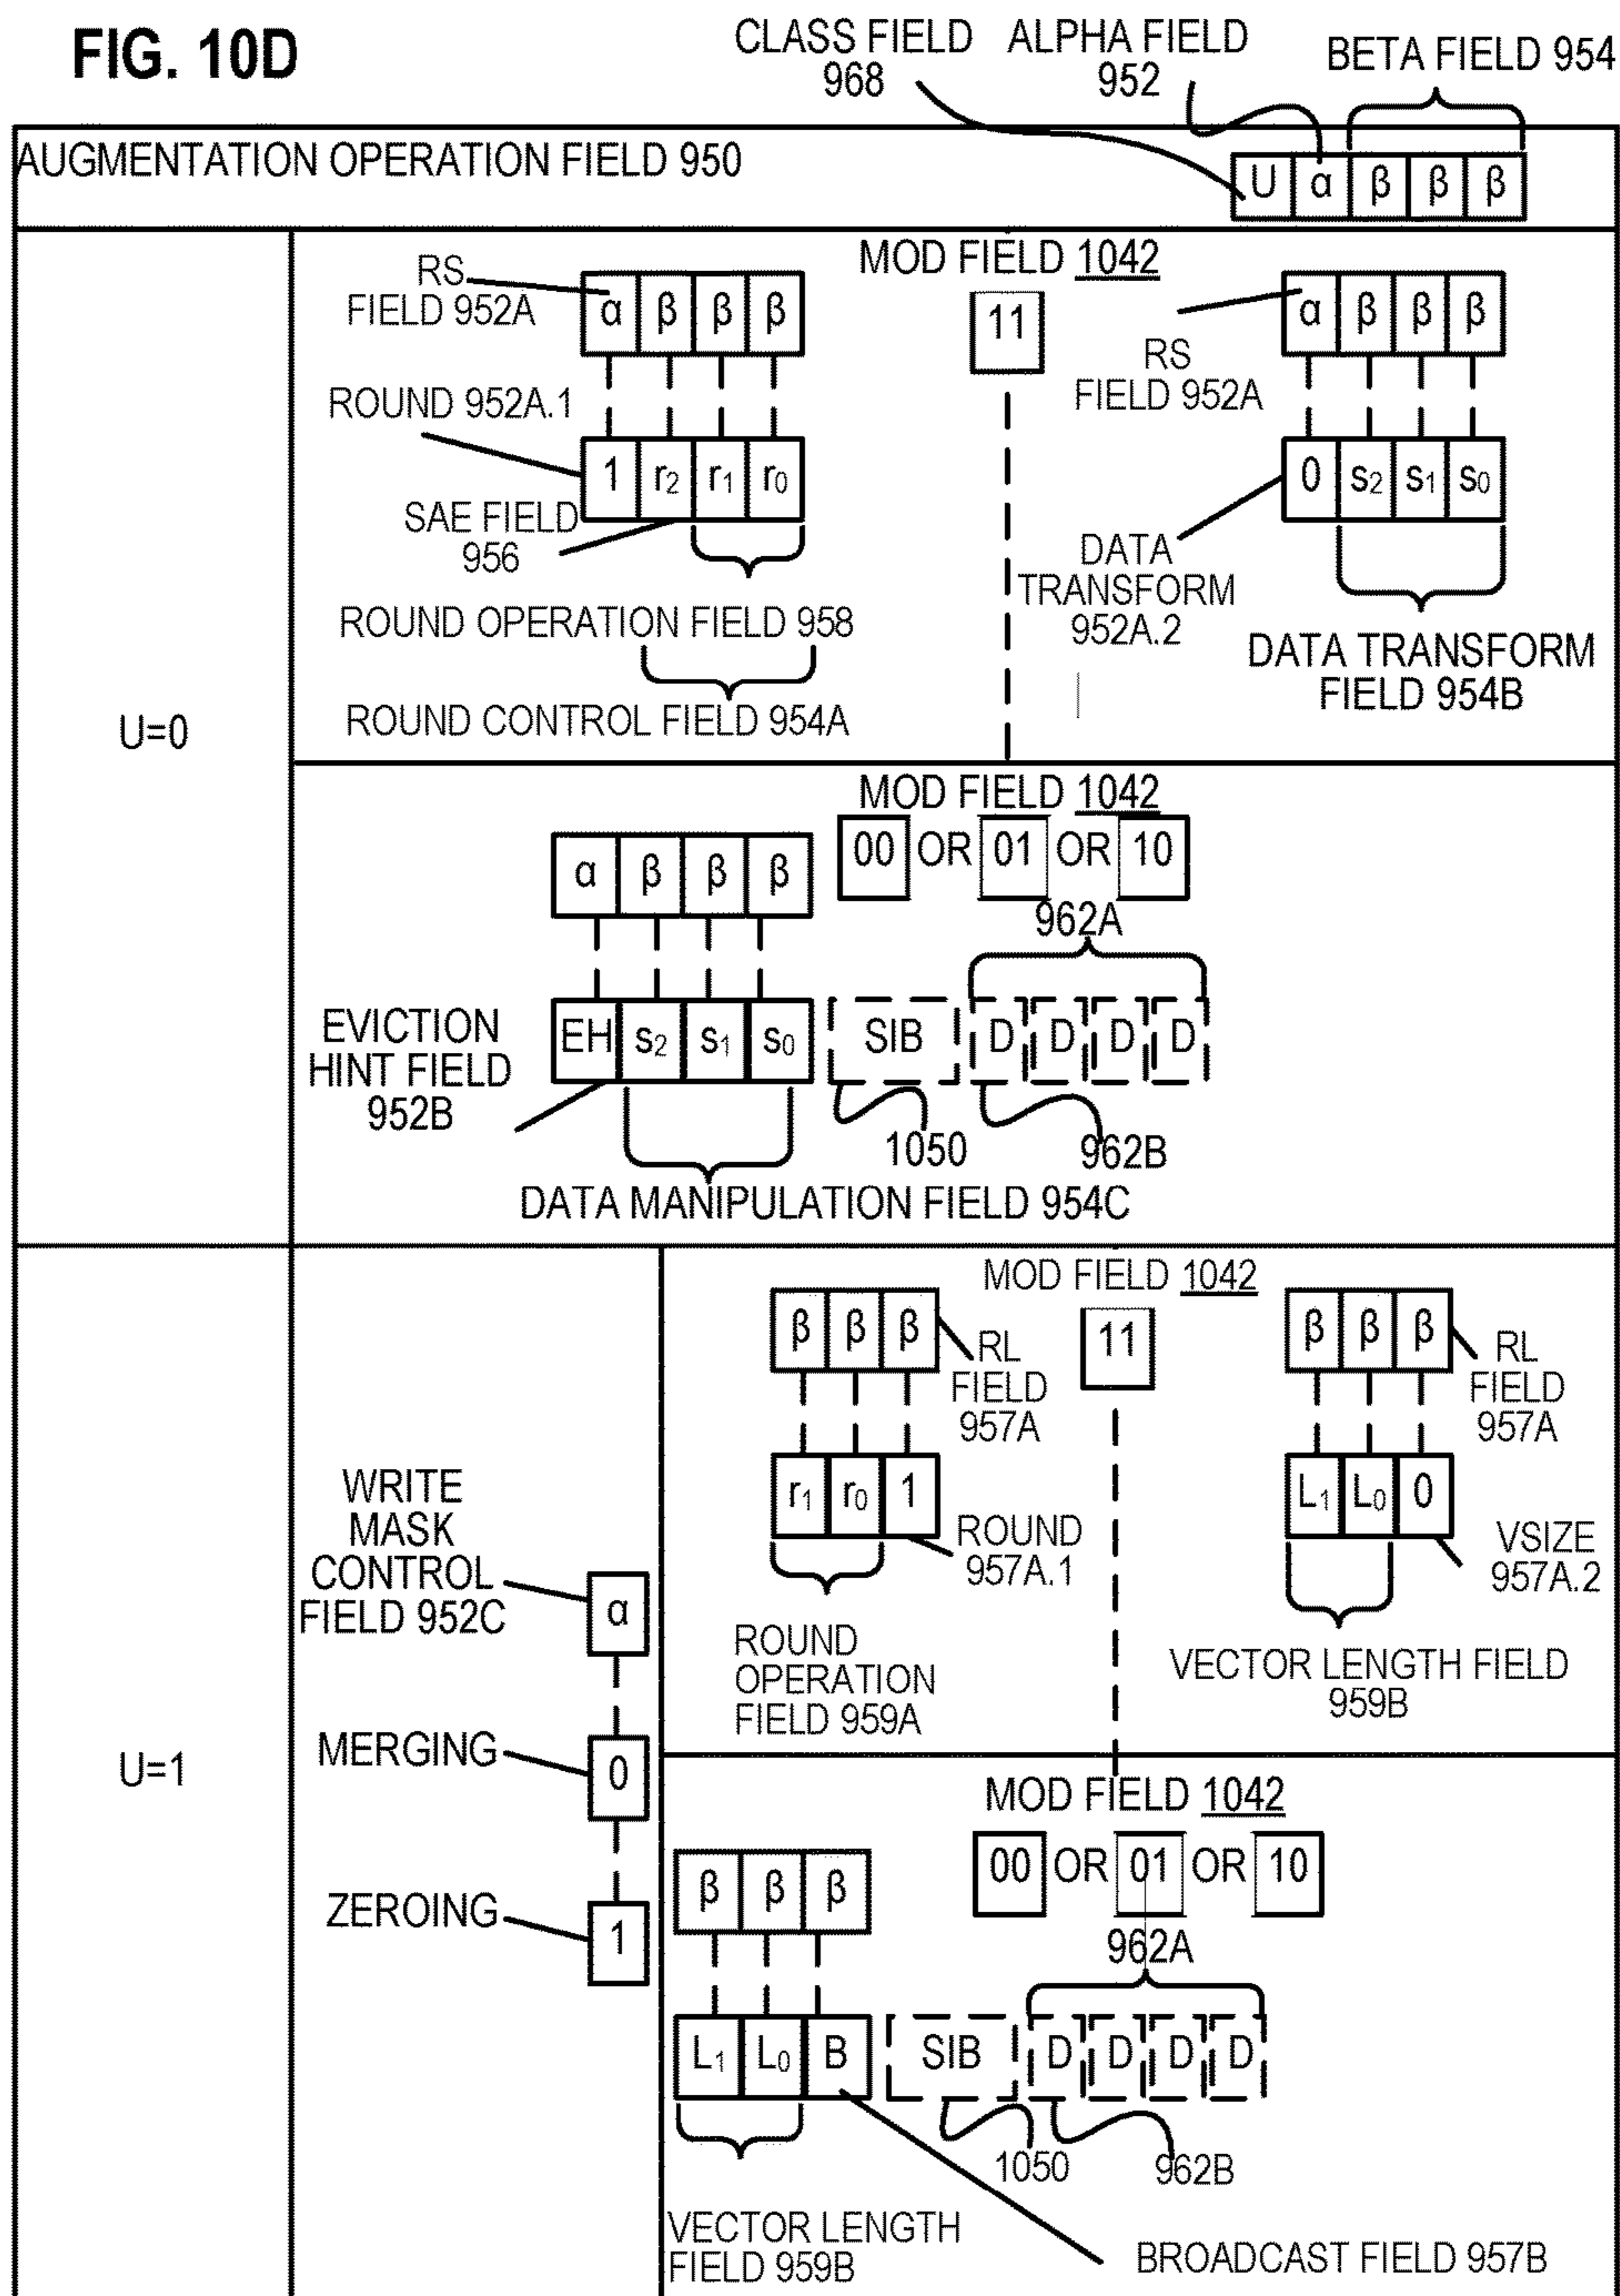 FIG. 10D
CLASS FIELD
968
ALPHA FIELD
952
BETA FIELD 954
AUGMENTATION OPERATION FIELD 950
U α β β β
U=0
MOD FIELD 1042
11
RS
FIELD 952A
α β β β
ROUND 952A.1
1 r₂ r₁ r₀
SAE FIELD
956
ROUND OPERATION FIELD 958
ROUND CONTROL FIELD 954A
α β β β
RS
FIELD 952A
0 s₂ s₁ s₀
DATA
TRANSFORM
952A.2
DATA TRANSFORM
FIELD 954B
MOD FIELD 1042
00 OR 01 OR 10
α β β β
962A
EVICTION
HINT FIELD
952B
EH s₂ s₁ s₀ SIB D D D D
1050
962B
DATA MANIPULATION FIELD 954C
U=1
WRITE
MASK
CONTROL
FIELD 952C
α
MERGING
0
ZEROING
1
MOD FIELD 1042
11
β β β
RL
FIELD
957A
r₁ r₀ 1
ROUND
957A.1
ROUND
OPERATION
FIELD 959A
β β β
RL
FIELD
957A
L₁ L₀ 0
VSIZE
957A.2
VECTOR LENGTH FIELD
959B
MOD FIELD 1042
00 OR 01 OR 10
β β β
962A
L₁ L₀ B SIB D D D D
1050
962B
VECTOR LENGTH
FIELD 959B
BROADCAST FIELD 957B